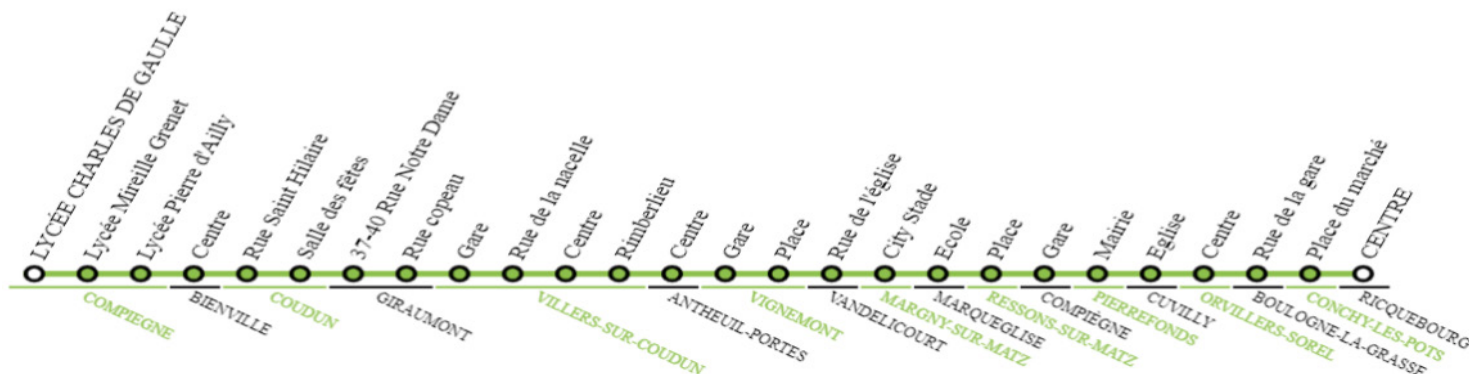 LYCÉE CHARLES DE GAULLE
Lycée Mireille Grenet
Lycée Pierre d'Ailly
Centre
Rue Saint Hilaire
Salle des fêtes
37-40 Rue Notre Dame
Rue copeau
Gare
Rue de la nacelle
Centre
Rimberlieu
Centre
Gare
Place
Rue de l'église
City Stade
Ecole
Place
Gare
Mairie
Eglise
Centre
Rue de la gare
Place du marché
CENTRE
COMPIEGNE
BIENVILLE
COUDUN
GIRAUMONT
VILLERS-SUR-COUDUN
ANTHEUIL-PORTES
VIGNEMONT
VANDELICOURT
MARGNY-SUR-MATZ
MARQUEGLISE
RESSONS-SUR-MATZ
COMPIÈGNE
PIERREFONDS
CUVILLY
ORVILLERS-SOREL
BOULOGNE-LA-GRASSE
CONCHY-LES-POTS
RICQUEBOURG